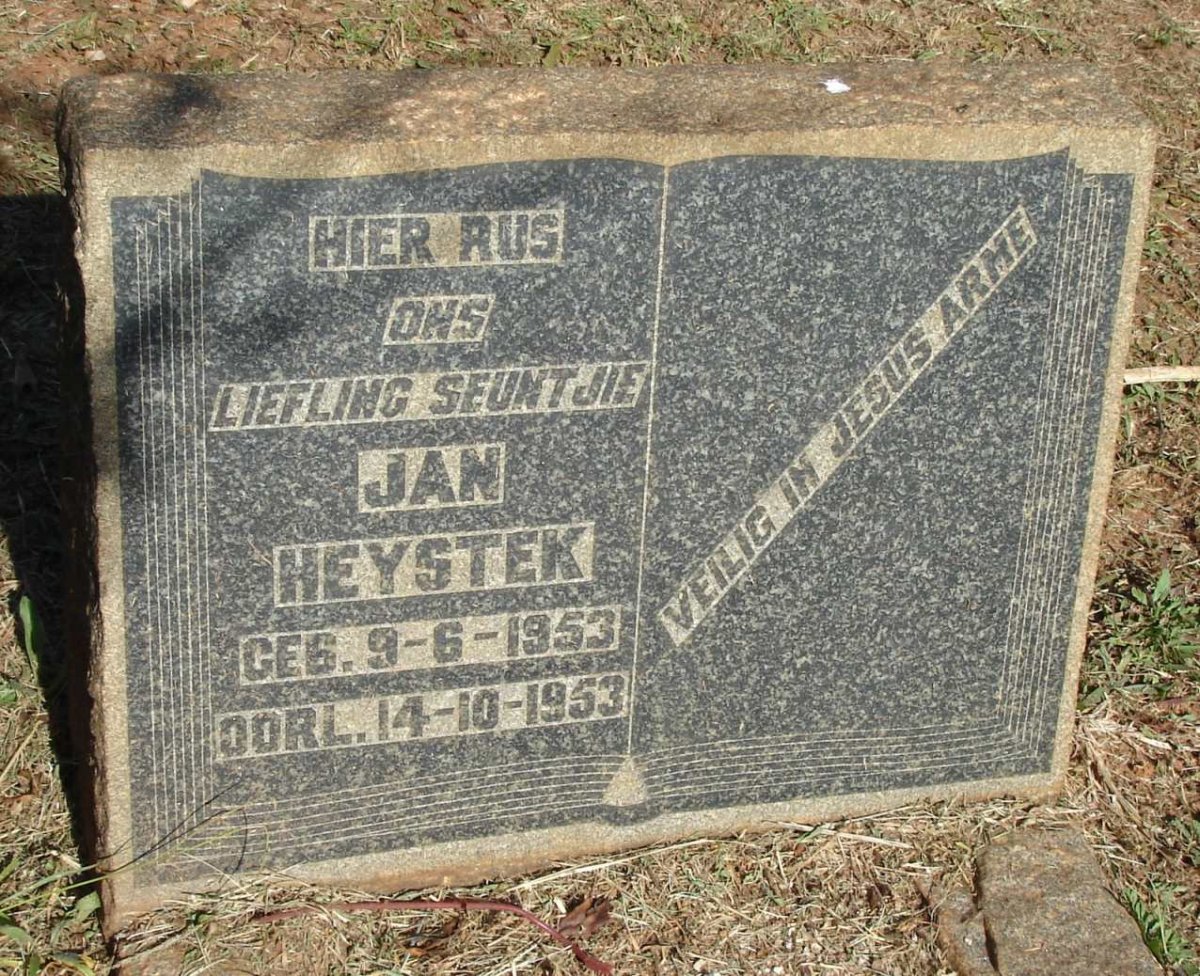 HIER RUS
ONS
LIEFLING SEUNTJIE
JAN
HEYSTEK
GEB. 9-6-1953
OORL. 14-10-1953
VEILIG IN JESUS ARME